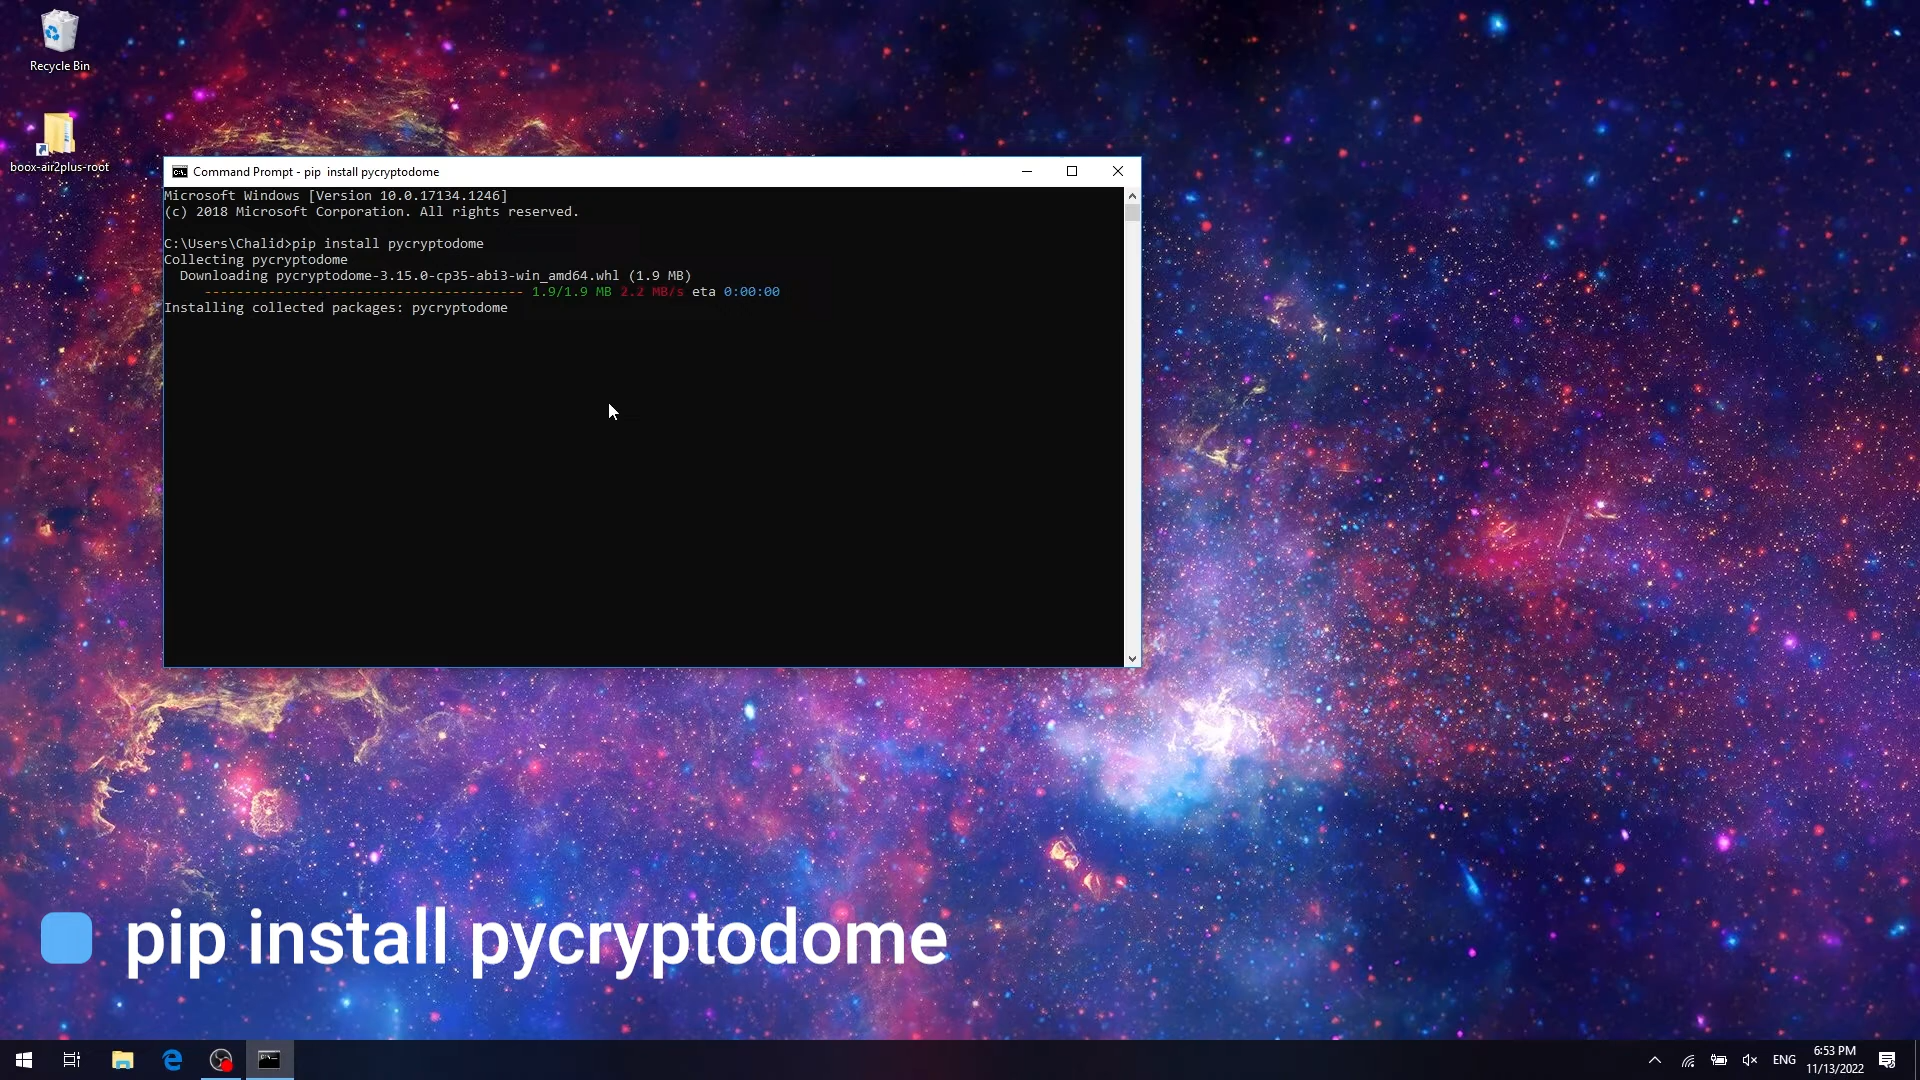 Recycle Bin
boox-air2plus-root
Command Prompt - pip  install pycryptodome
Microsoft Windows [Version 10.0.17134.1246]
(c) 2018 Microsoft Corporation. All rights reserved.
C:\Users\Chalid>pip install pycryptodome
Collecting pycryptodome
  Downloading pycryptodome-3.15.0-cp35-abi3-win_amd64.whl (1.9 MB)
     ---------------------------------------- 1.9/1.9 MB 2.2 MB/s eta 0:00:00
Installing collected packages: pycryptodome
pip install pycryptodome
ENG
6:53 PM
11/13/2022